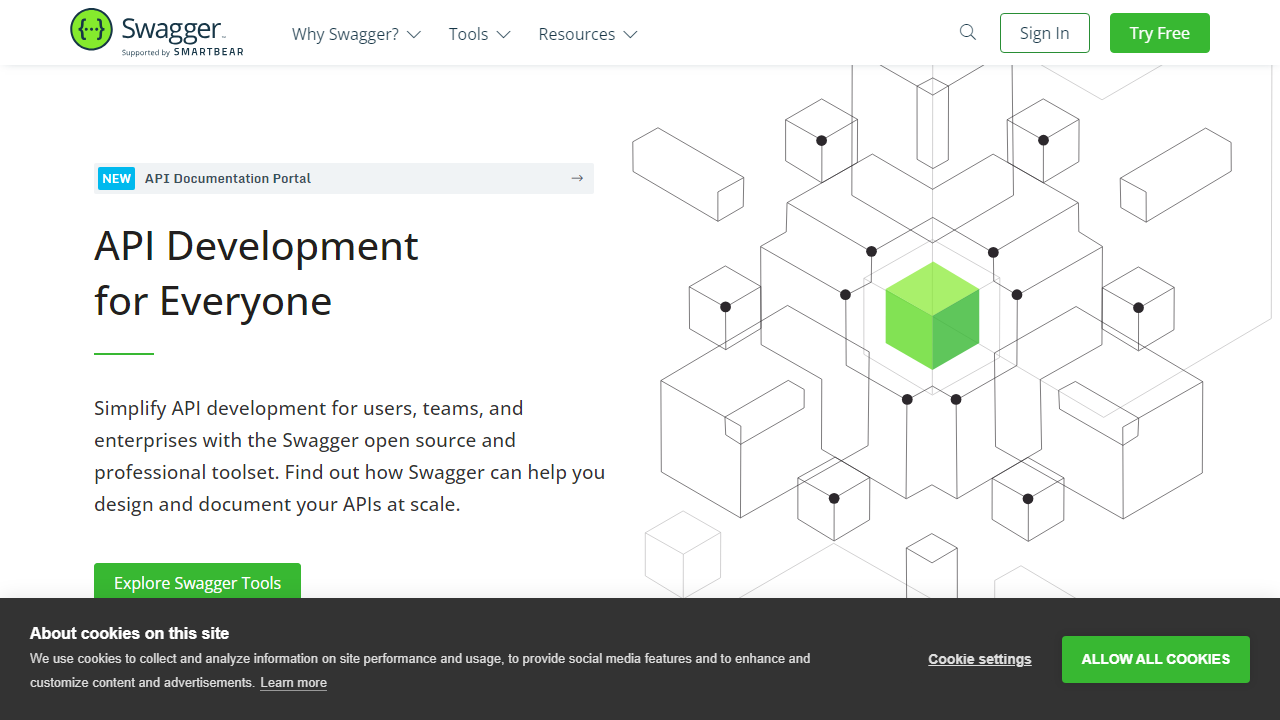 Swagger
Supported by SMARTBEAR
Why Swagger?
Tools
Resources
Sign In
Try Free
NEW
API Documentation Portal
→
API Development
for Everyone
Simplify API development for users, teams, and
enterprises with the Swagger open source and
professional toolset. Find out how Swagger can help you
design and document your APIs at scale.
Explore Swagger Tools
About cookies on this site
We use cookies to collect and analyze information on site performance and usage, to provide social media features and to enhance and
customize content and advertisements. Learn more
Cookie settings
ALLOW ALL COOKIES